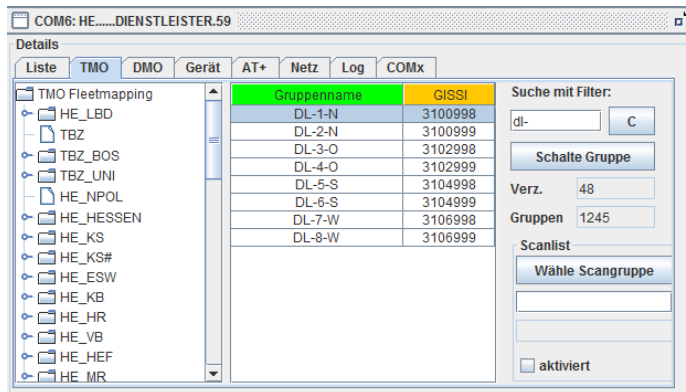 COM6: HE......DIENSTLEISTER.59
Details
Liste TMO DMO Gerät AT+ Netz Log COMx
TMO Fleetmapping
HE_LBD
TBZ
TBZ_BOS
TBZ_UNI
HE_NPOL
HE_HESSEN
HE_KS
HE_KS#
HE_ESW
HE_KB
HE_HR
HE_VB
HE_HEF
HE_MR
Gruppenname GISSI
DL-1-N 3100998
DL-2-N 3100999
DL-3-O 3102998
DL-4-O 3102999
DL-5-S 3104998
DL-6-S 3104999
DL-7-W 3106998
DL-8-W 3106999
Suche mit Filter:
dl- C
Schalte Gruppe
Verz. 48
Gruppen 1245
Scanlist
Wähle Scangruppe
aktiviert